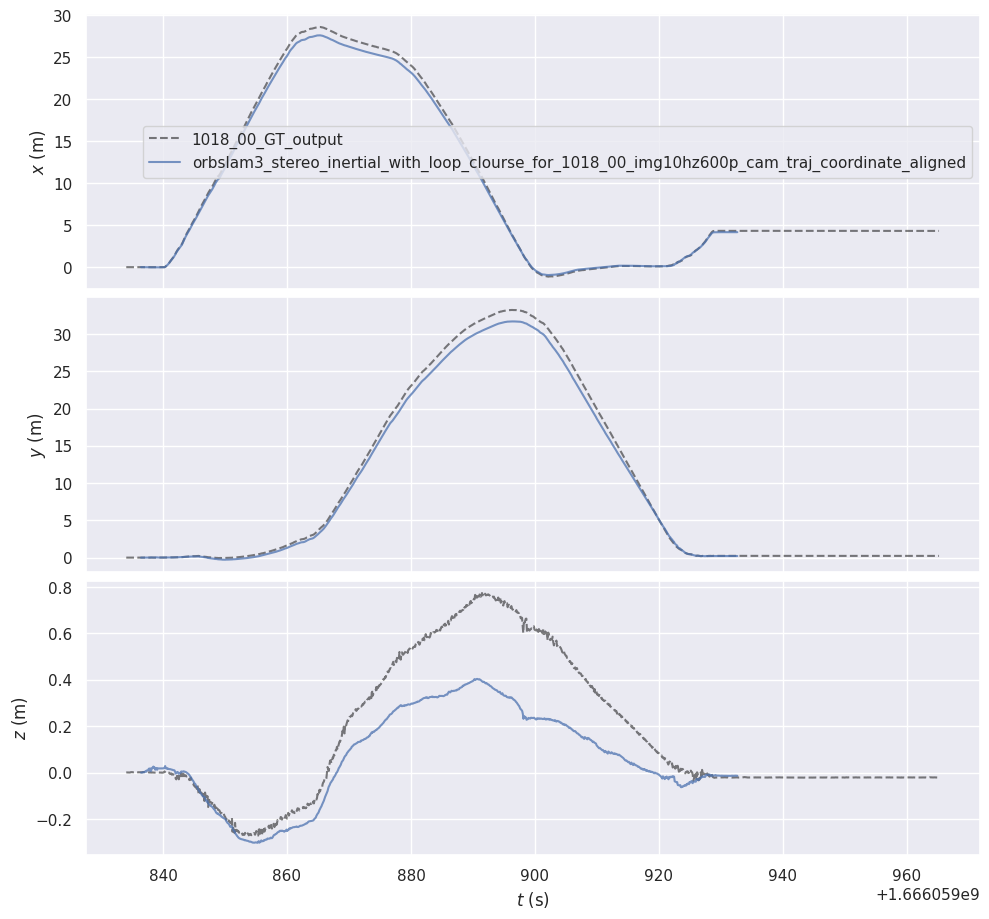 30
25
20
15
10
5
0
x (m)
1018_00_GT_output
orbslam3_stereo_inertial_with_loop_clourse_for_1018_00_img10hz600p_cam_traj_coordinate_aligned
30
25
20
15
10
5
0
y (m)
0.8
0.6
0.4
0.2
0.0
−0.2
z (m)
840 860 880 900 920 940 960
t (s)
+1.666059e9